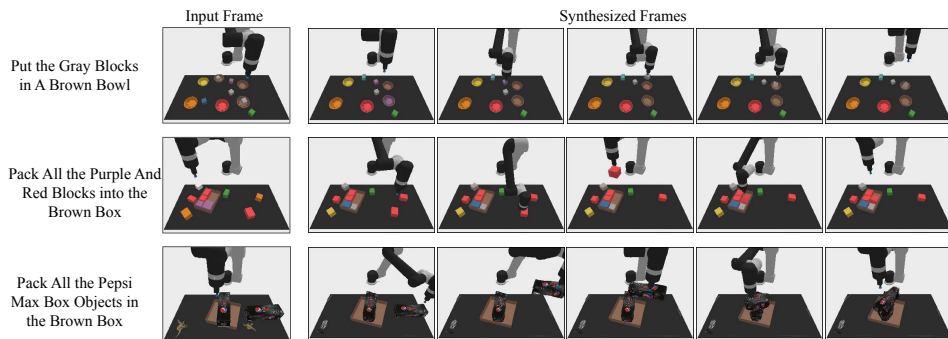 Input Frame
Synthesized Frames
Put the Gray Blocks
in A Brown Bowl
Pack All the Purple And
Red Blocks into the
Brown Box
Pack All the Pepsi
Max Box Objects in
the Brown Box